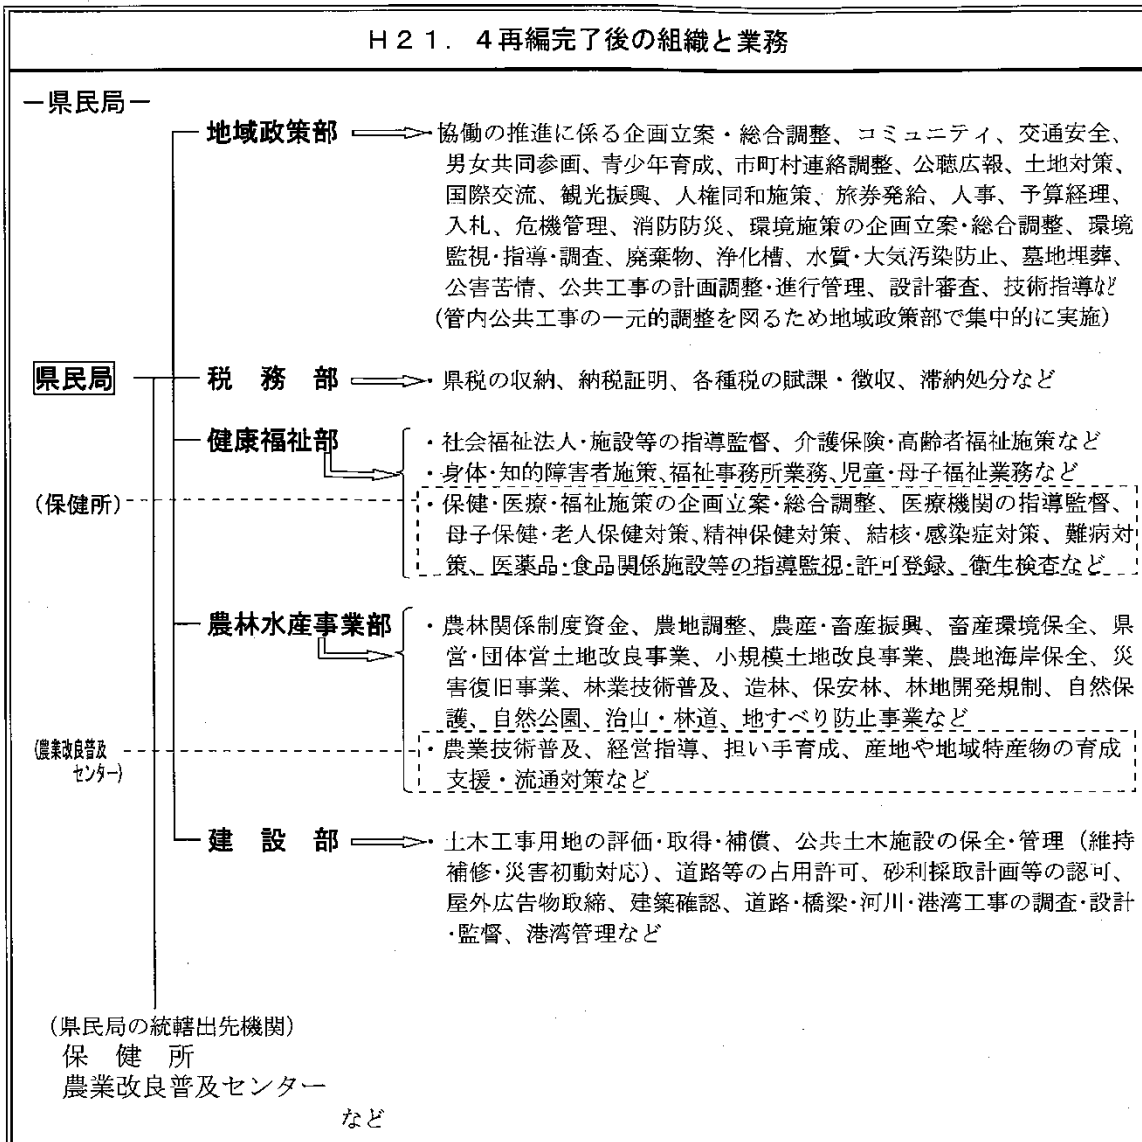 H21.4再編完了後の組織と業務
－県民局－
地域政策部
・協働の推進に係る企画立案・総合調整、コミュニティ、交通安全、
男女共同参画、青少年育成、市町村連絡調整、公聴広報、土地対策、
国際交流、観光振興、人権同和施策、旅券発給、人事、予算経理、
入札、危機管理、消防防災、環境施策の企画立案・総合調整、環境
監視・指導・調査、廃棄物、浄化槽、水質・大気汚染防止、墓地埋葬、
公害苦情、公共工事の計画調整・進行管理、設計審査、技術指導など
(管内公共工事の一元的調整を図るため地域政策部で集中的に実施)
県民局
税務部
・県税の収納、納税証明、各種税の賦課・徴収、滞納処分など
健康福祉部
・社会福祉法人・施設等の指導監督、介護保険・高齢者福祉施策など
・身体・知的障害者施策、福祉事務所業務、児童・母子福祉業務など
(保健所)
・保健・医療・福祉施策の企画立案・総合調整、医療機関の指導監督、
母子保健・老人保健対策、精神保健対策、結核・感染症対策、難病対
策、医薬品・食品関係施設等の指導監視・許可登録、衛生検査など
農林水産事業部
・農林関係制度資金、農地調整、農産・畜産振興、畜産環境保全、県
営・団体営土地改良事業、小規模土地改良事業、農地海岸保全、災
害復旧事業、林業技術普及、造林、保安林、林地開発規制、自然保
護、自然公園、治山・林道、地すべり防止事業など
(農業改良普及
センター)
・農業技術普及、経営指導、担い手育成、産地や地域特産物の育成
支援・流通対策など
建設部
・土木工事用地の評価・取得・補償、公共土木施設の保全・管理(維持
補修・災害初動対応)、道路等の占用許可、砂利採取計画等の認可、
屋外広告物取締、建築確認、道路・橋梁・河川・港湾工事の調査・設計
・監督、港湾管理など
(県民局の統轄出先機関)
保健所
農業改良普及センター
など